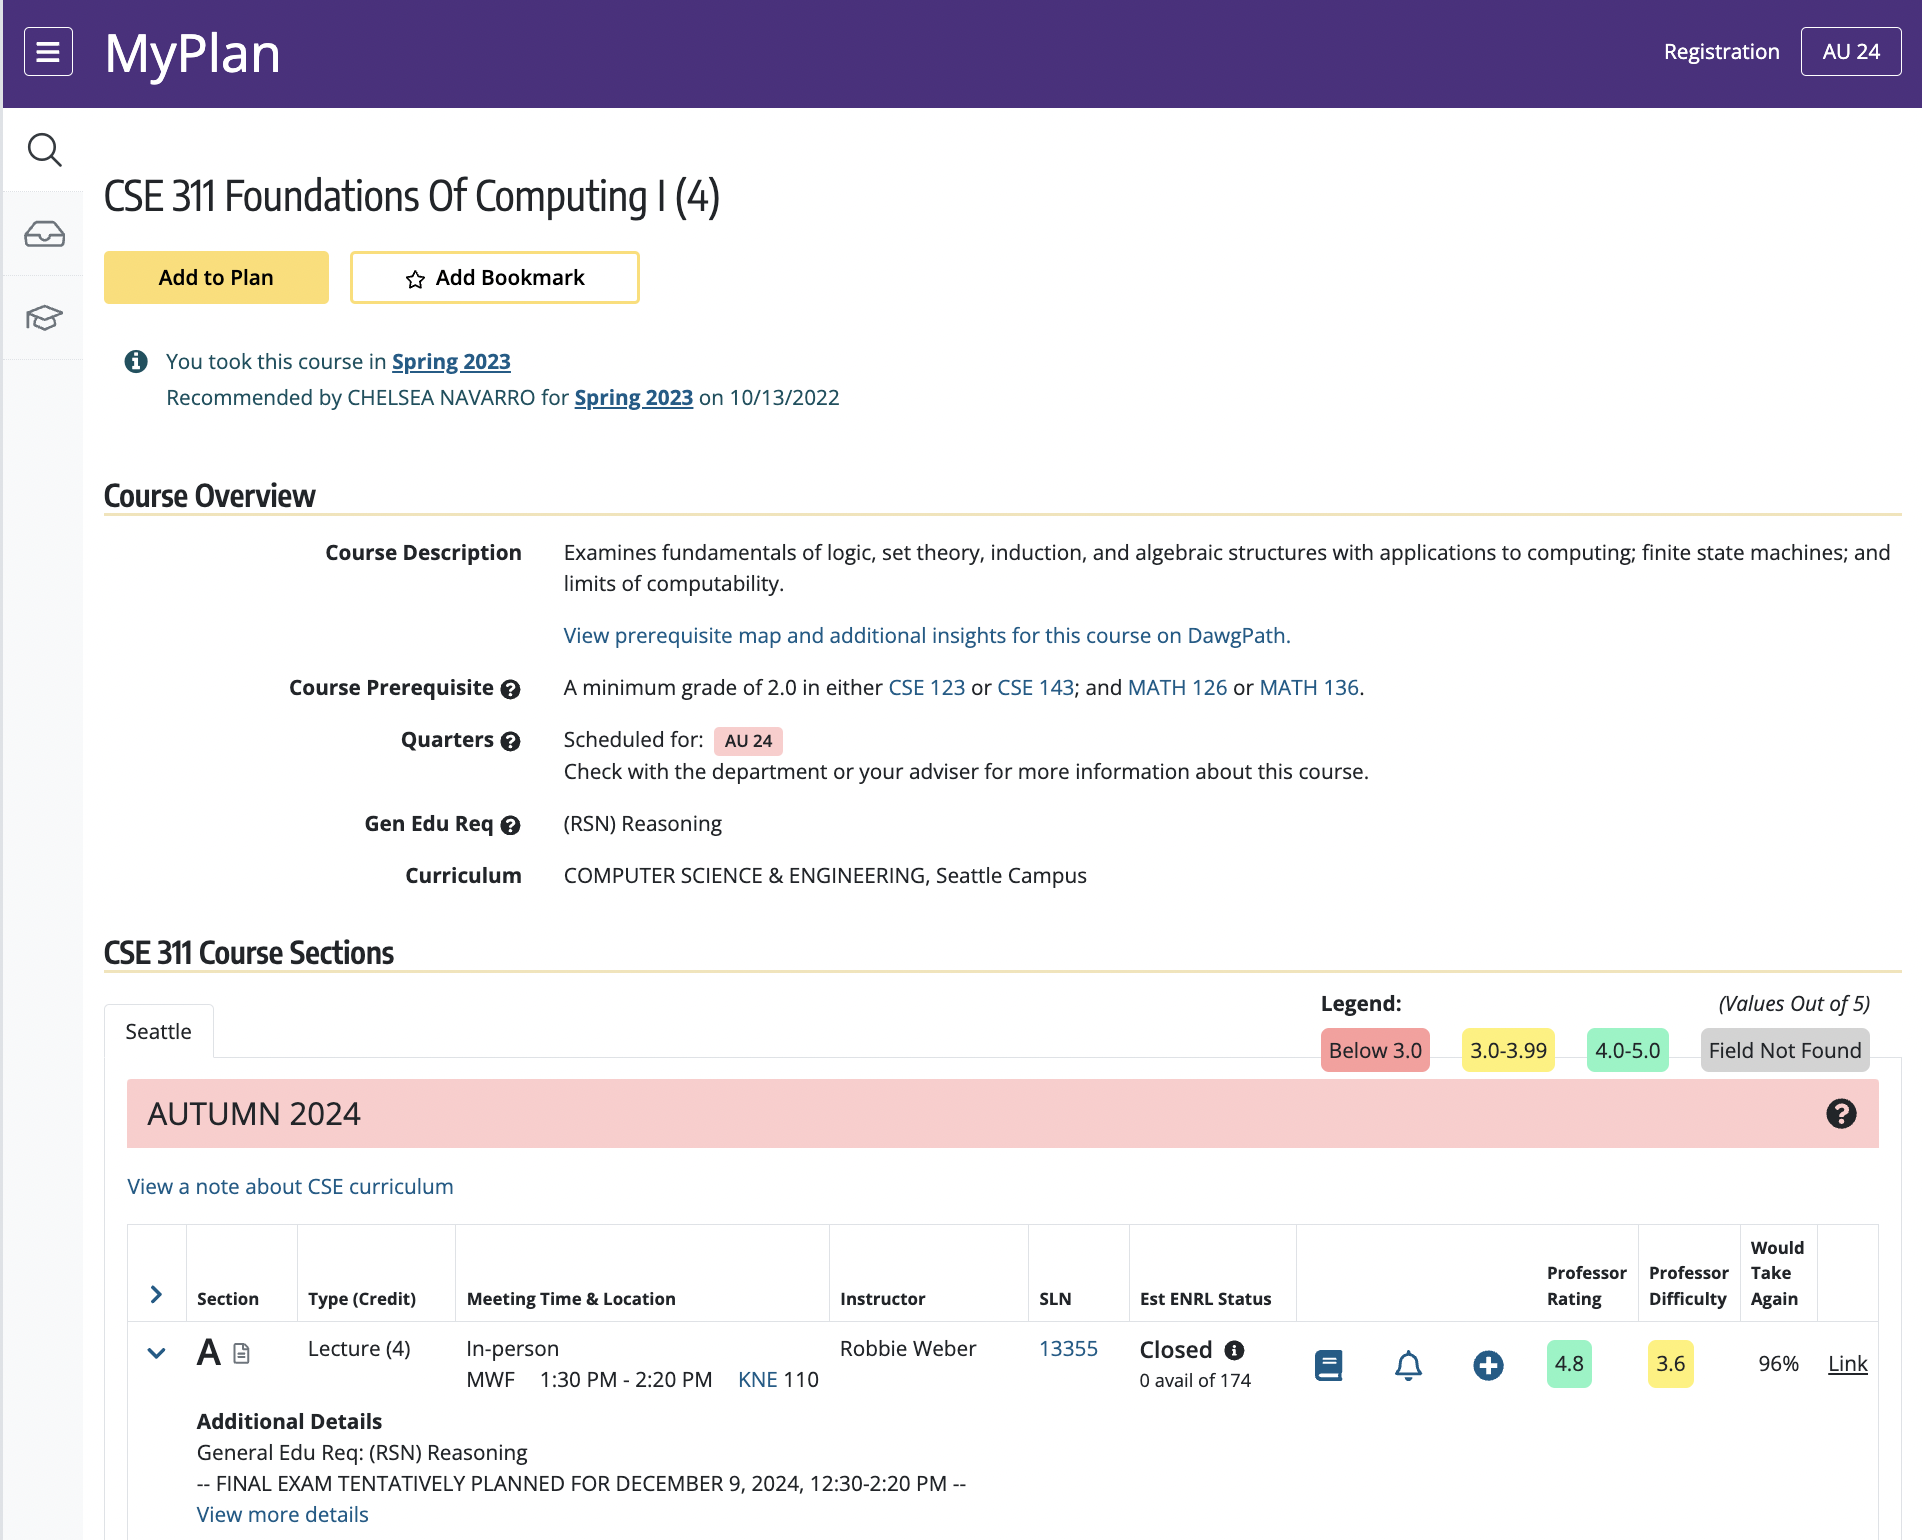 MyPlan
Registration
AU 24
CSE 311 Foundations Of Computing I (4)
Add to Plan
Add Bookmark
You took this course in Spring 2023
Recommended by CHELSEA NAVARRO for Spring 2023 on 10/13/2022
Course Overview
Course Description
Examines fundamentals of logic, set theory, induction, and algebraic structures with applications to computing; finite state machines; and
limits of computability.
View prerequisite map and additional insights for this course on DawgPath.
Course Prerequisite
A minimum grade of 2.0 in either CSE 123 or CSE 143; and MATH 126 or MATH 136.
Quarters
Scheduled for: AU 24
Check with the department or your adviser for more information about this course.
Gen Edu Req
(RSN) Reasoning
Curriculum
COMPUTER SCIENCE & ENGINEERING, Seattle Campus
CSE 311 Course Sections
Seattle
Legend:
(Values Out of 5)
Below 3.0
3.0-3.99
4.0-5.0
Field Not Found
AUTUMN 2024
View a note about CSE curriculum
Section
Type (Credit)
Meeting Time & Location
Instructor
SLN
Est ENRL Status
Professor
Rating
Professor
Difficulty
Would
Take
Again
A
Lecture (4)
In-person
MWF 1:30 PM - 2:20 PM KNE 110
Robbie Weber
13355
Closed
0 avail of 174
4.8
3.6
96%
Link
Additional Details
General Edu Req: (RSN) Reasoning
-- FINAL EXAM TENTATIVELY PLANNED FOR DECEMBER 9, 2024, 12:30-2:20 PM --
View more details